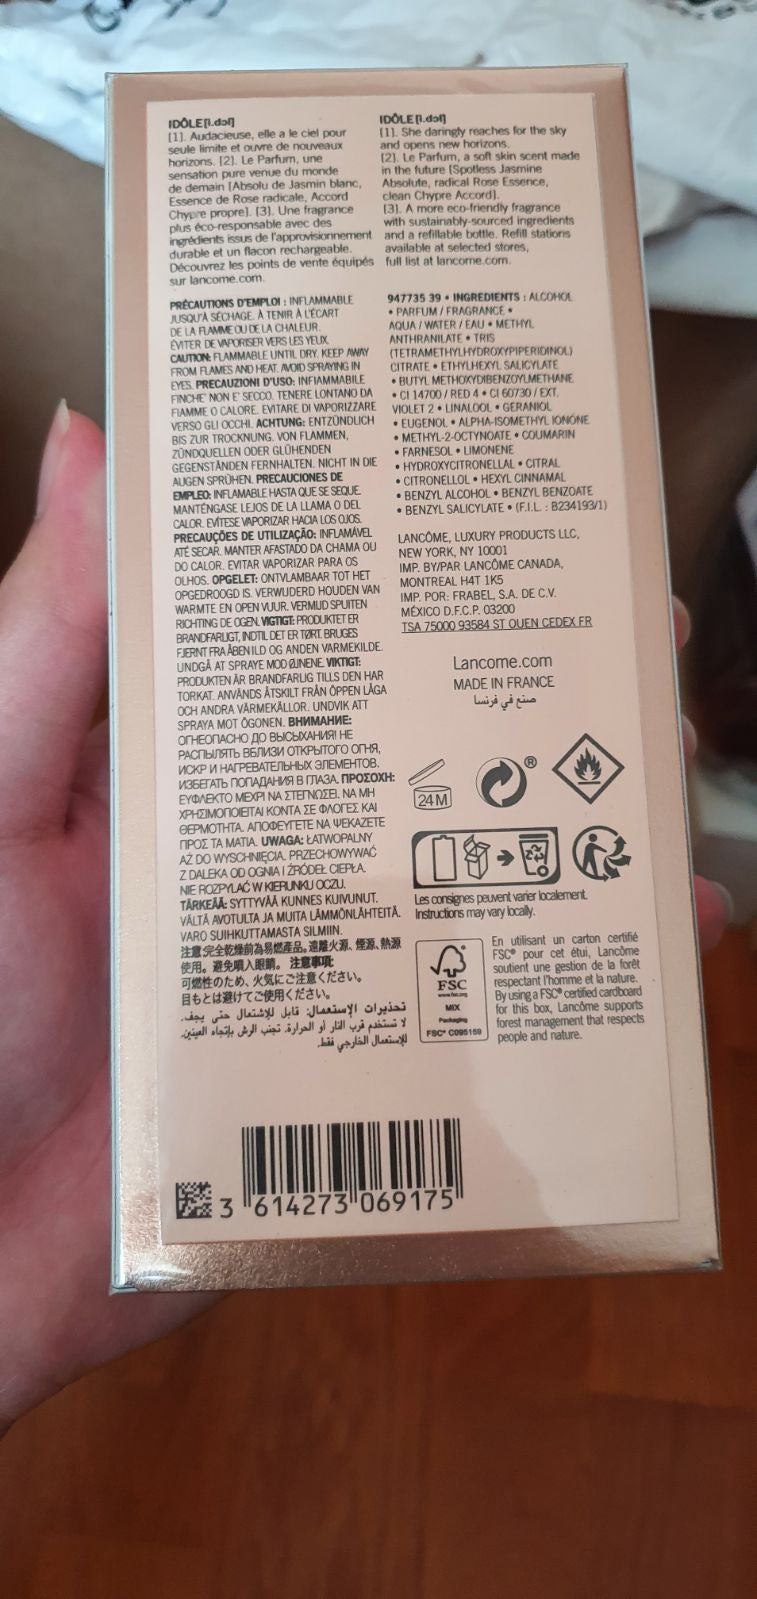 IDÔLE [i.dɔl]
[1]. Audacieuse, elle a le ciel pour
seule limite et ouvre de nouveaux
horizons. [2]. Le Parfum, une
sensation pure venue du monde
de demain [Absolu de Jasmin blanc,
Essence de Rose radicale, Accord
Chypre propre]. [3]. Une fragrance
plus éco-responsable avec des
ingrédients issus de l'approvisionnement
durable et un flacon rechargeable.
Découvrez les points de vente équipés
sur lancome.com.
IDÔLE [i.dɔl]
[1]. She daringly reaches for the sky
and opens new horizons.
[2]. Le Parfum, a soft skin scent made
in the future [Spotless Jasmine
Absolute, radical Rose Essence,
clean Chypre Accord].
[3]. A more eco-friendly fragrance
with sustainably-sourced ingredients
and a refillable bottle. Refill stations
available at selected stores,
full list at lancome.com.
PRÉCAUTIONS D'EMPLOI : INFLAMMABLE
JUSQU'À SÉCHAGE. À TENIR À L'ÉCART
DE LA FLAMME OU DE LA CHALEUR.
ÉVITER DE VAPORISER VERS LES YEUX.
CAUTION: FLAMMABLE UNTIL DRY. KEEP AWAY
FROM FLAMES AND HEAT. AVOID SPRAYING IN
EYES. PRECAUZIONI D'USO: INFIAMMABILE
FINCHE' NON E' SECCO. TENERE LONTANO DA
FIAMME O CALORE. EVITARE DI VAPORIZZARE
VERSO GLI OCCHI. ACHTUNG: ENTZÜNDLICH
BIS ZUR TROCKNUNG. VON FLAMMEN,
ZÜNDQUELLEN ODER GLÜHENDEN
GEGENSTÄNDEN FERNHALTEN. NICHT IN DIE
AUGEN SPRÜHEN. PRECAUCIONES DE
EMPLEO: INFLAMABLE HASTA QUE SE SEQUE.
MANTÉNGASE LEJOS DE LA LLAMA O DEL
CALOR. EVÍTESE VAPORIZAR HACIA LOS OJOS.
PRECAUÇÕES DE UTILIZAÇÃO: INFLAMÁVEL
ATÉ SECAR. MANTER AFASTADO DA CHAMA OU
DO CALOR. EVITAR VAPORIZAR PARA OS
OLHOS. OPGELET: ONTVLAMBAAR TOT HET
OPGEDROOGD IS. VERWIJDERD HOUDEN VAN
WARMTE EN OPEN VUUR. VERMIJD SPUITEN
RICHTING DE OGEN. VIGTIGT: PRODUKTET ER
BRANDFARLIGT, INDTIL DET ER TØRT. BRUGES
FJERNT FRA ÅBEN ILD OG ANDEN VARMEKILDE.
UNDGÅ AT SPRAYE MOD ØJNENE. VIKTIGT:
PRODUKTEN ÄR BRANDFARLIG TILLS DEN HAR
TORKAT. ANVÄNDS ÅTSKILT FRÅN ÖPPEN LÅGA
OCH ANDRA VÄRMEKÄLLOR. UNDVIK ATT
SPRAYA MOT ÖGONEN. ВНИМАНИЕ:
ОГНЕОПАСНО ДО ВЫСЫХАНИЯ! НЕ
РАСПЫЛЯТЬ ВБЛИЗИ ОТКРЫТОГО ОГНЯ,
ИСКР И НАГРЕВАТЕЛЬНЫХ ЭЛЕМЕНТОВ.
ИЗБЕГАТЬ ПОПАДАНИЯ В ГЛАЗА. ΠΡΟΣΟΧΗ:
ΕΥΦΛΕΚΤΟ ΜΕΧΡΙ ΝΑ ΣΤΕΓΝΩΣΕΙ. ΝΑ ΜΗ
ΧΡΗΣΙΜΟΠΟΙΕΙΤΑΙ ΚΟΝΤΑ ΣΕ ΦΛΟΓΕΣ ΚΑΙ
ΘΕΡΜΟΤΗΤΑ. ΑΠΟΦΕΥΓΕΤΕ ΝΑ ΨΕΚΑΖΕΤΕ
ΠΡΟΣ ΤΑ ΜΑΤΙΑ. UWAGA: ŁATWOPALNY
AŻ DO WYSCHNIĘCIA. PRZECHOWYWAĆ
Z DALEKA OD OGNIA I ŹRÓDEŁ CIEPŁA.
NIE ROZPYLAĆ W KIERUNKU OCZU.
TÄRKEÄÄ: SYTTYVÄÄ KUNNES KUIVUNUT.
VÄLTÄ AVOTULTA JA MUITA LÄMMÖNLÄHTEITÄ.
VARO SUIHKUTTAMASTA SILMIIN.
注意:完全乾燥前為易燃產品。遠離火源、煙源、熱源
使用。避免噴入眼睛。 注意事項:
可燃性のため、火気にご注意ください。
目もとは避けてご使用ください。
تحذيرات الإستعمال: قابل للإشتعال حتى يجف.
لا تستخدم قرب النار أو الحرارة. تجنب الرش بإتجاه العينين.
للإستعمال الخارجي فقط.
947735 39 • INGREDIENTS : ALCOHOL
• PARFUM / FRAGRANCE •
AQUA / WATER / EAU • METHYL
ANTHRANILATE • TRIS
(TETRAMETHYLHYDROXYPIPERIDINOL)
CITRATE • ETHYLHEXYL SALICYLATE
• BUTYL METHOXYDIBENZOYLMETHANE
• CI 14700 / RED 4 • CI 60730 / EXT.
VIOLET 2 • LINALOOL • GERANIOL
• EUGENOL • ALPHA-ISOMETHYL IONONE
• METHYL-2-OCTYNOATE • COUMARIN
• FARNESOL • LIMONENE
• HYDROXYCITRONELLAL • CITRAL
• CITRONELLOL • HEXYL CINNAMAL
• BENZYL ALCOHOL • BENZYL BENZOATE
• BENZYL SALICYLATE • (F.I.L. : B234193/1)
LANCÔME, LUXURY PRODUCTS LLC,
NEW YORK, NY 10001
IMP. BY/PAR LANCÔME CANADA,
MONTREAL H4T 1K5
IMP. POR: FRABEL, S.A. DE C.V.
MÉXICO D.F.C.P. 03200
TSA 75000 93584 ST OUEN CEDEX FR
Lancome.com
MADE IN FRANCE
صنع في فرنسا
24M
®
Les consignes peuvent varier localement.
Instructions may vary locally.
FSC
www.fsc.org
MIX
Packaging
FSC® C095159
En utilisant un carton certifié
FSC® pour cet étui, Lancôme
soutient une gestion de la forêt
respectant l'homme et la nature.
By using a FSC® certified cardboard
for this box, Lancôme supports
forest management that respects
people and nature.
3 614273 069175